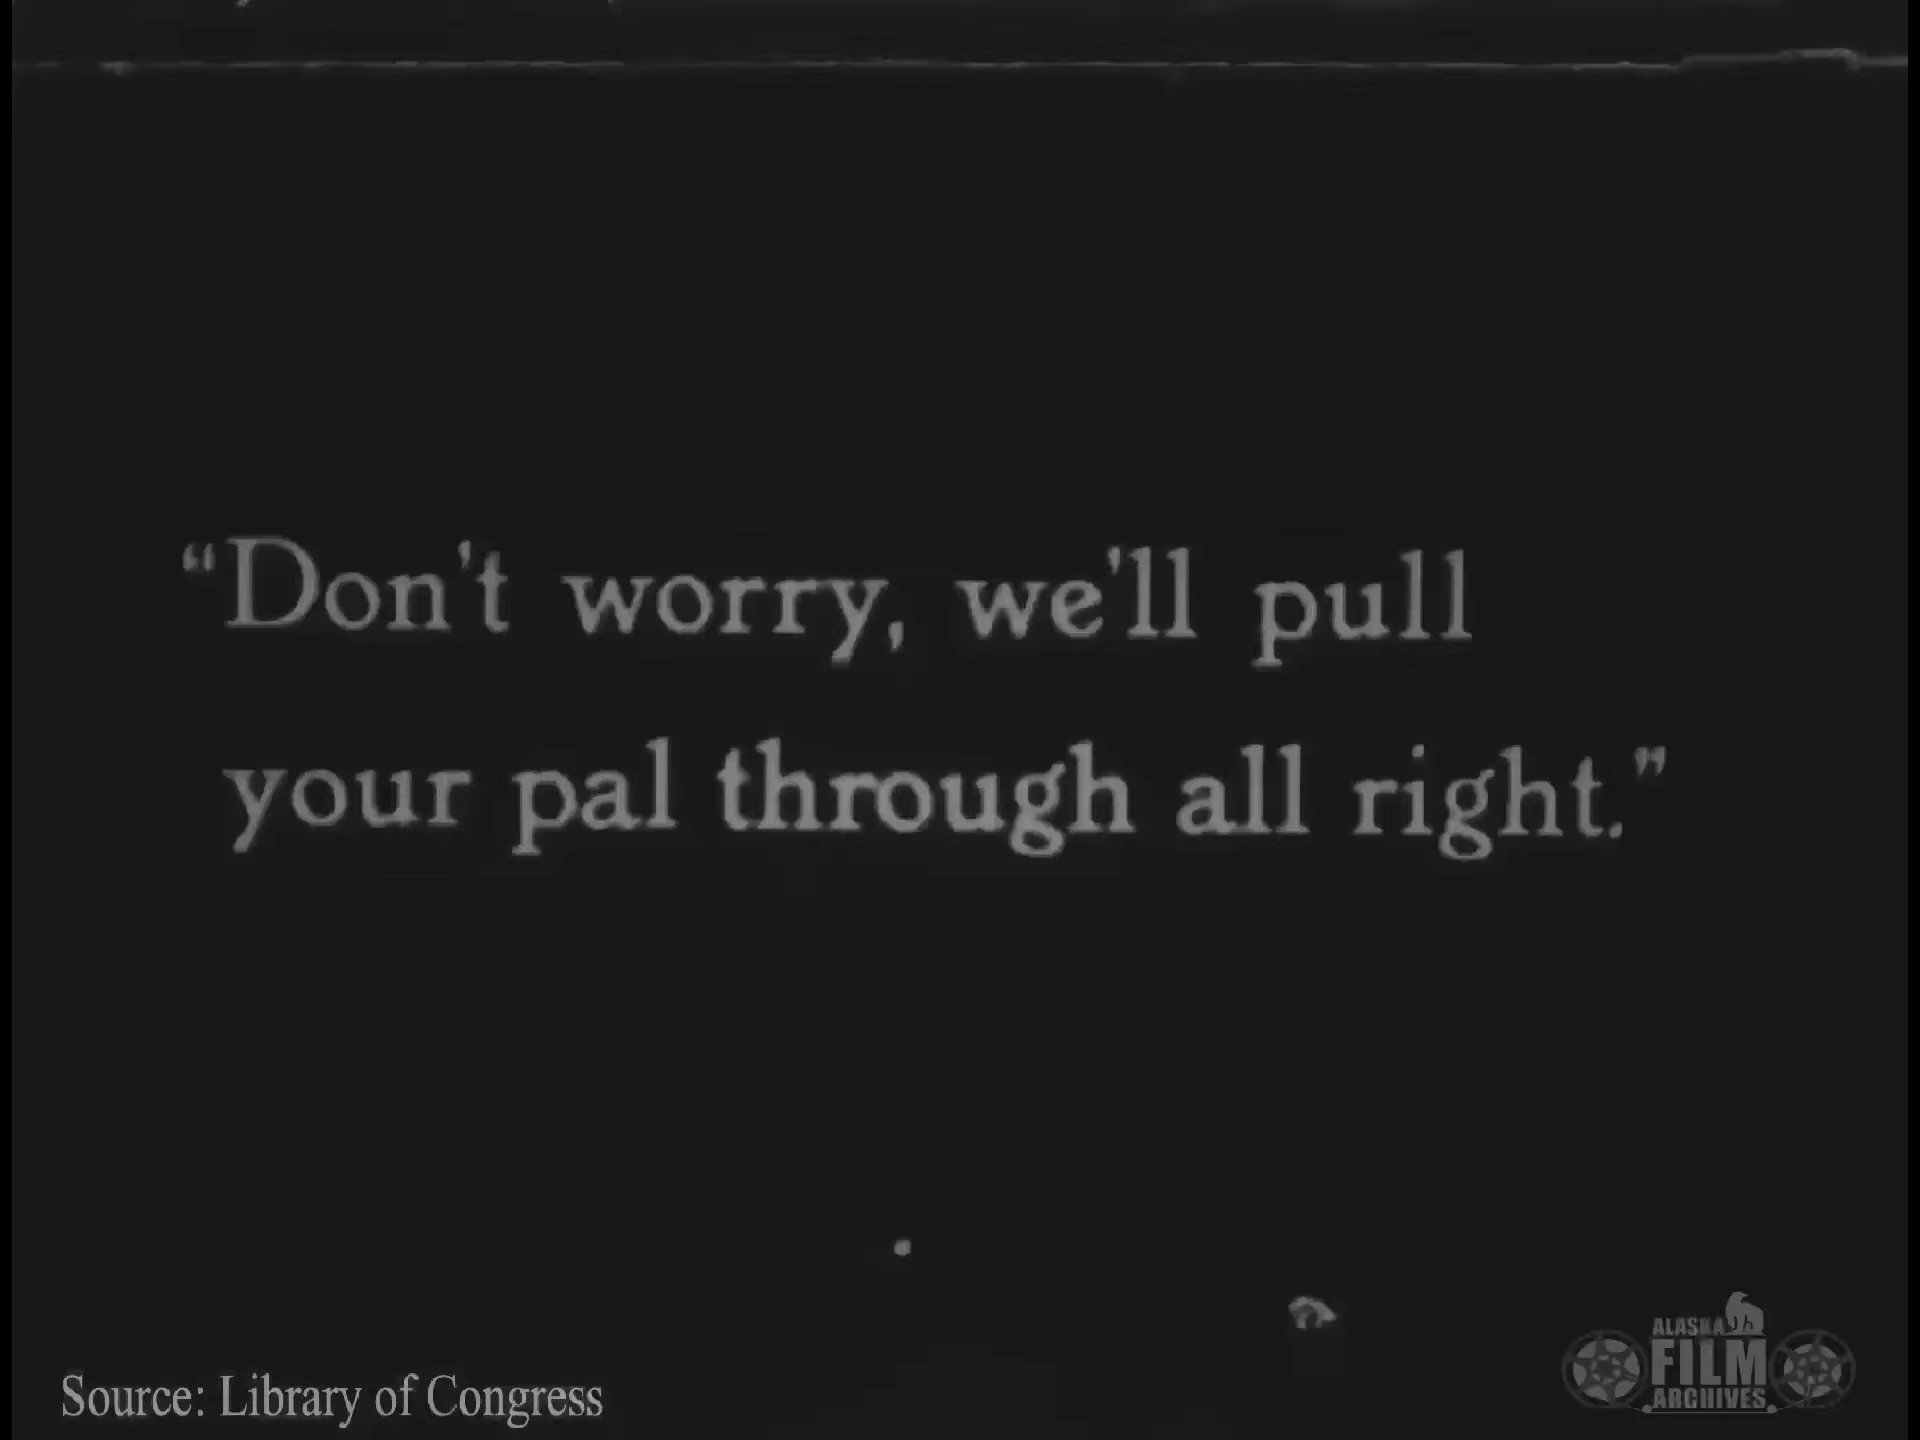 “Don't worry, we'll pull
your pal through all right.”
Source: Library of Congress
ALASKA
FILM
ARCHIVES